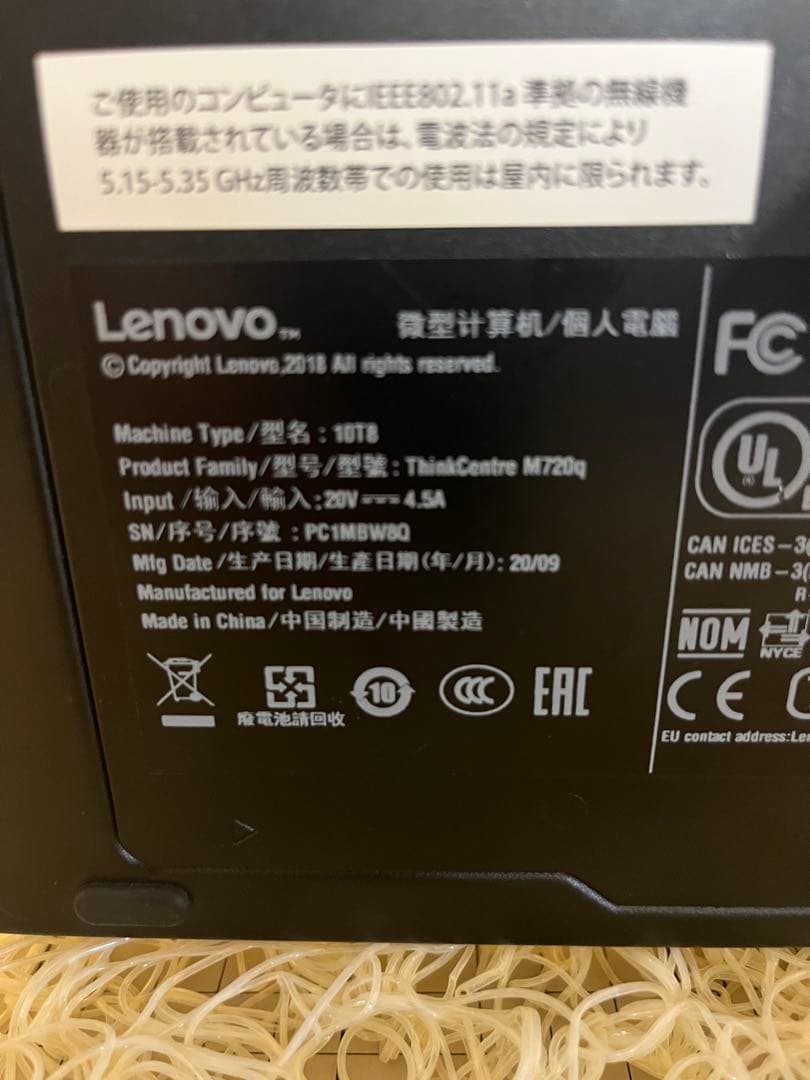 ご使用のコンピュータにIEEE802.11a 準拠の無線機
器が搭載されている場合は、電波法の規定により
5.15-5.35 GHz周波数帯での使用は屋内に限られます。
Lenovo™ 微型计算机/個人電腦
© Copyright Lenovo,2018 All rights reserved.
Machine Type/型名 : 10T8
Product Family/型号/型號 : ThinkCentre M720q
Input /输入/輸入 : 20V ⎓ 4.5A
SN/序号/序號 : PC1MBW8Q
Mfg Date /生产日期/生產日期(年/月): 20/09
Manufactured for Lenovo
Made in China/中国制造/中國製造
廢電池請回收
10
CCC
EAC
FC
UL
CAN ICES-3(
CAN NMB-3(
NOM
NYCE
CE
EU contact address:Le